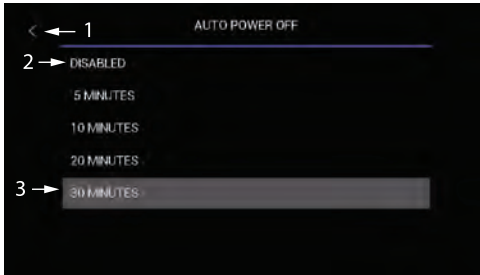 1 AUTO POWER OFF
2 DISABLED
5 MINUTES
10 MINUTES
20 MINUTES
3 30 MINUTES